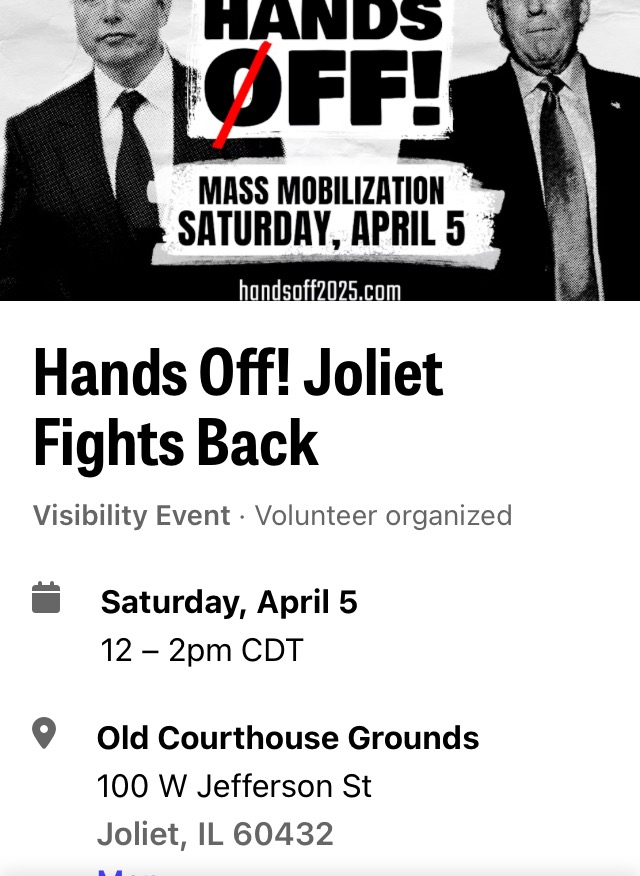 HANDS
OFF!
MASS MOBILIZATION
SATURDAY, APRIL 5
handsoff2025.com
Hands Off! Joliet
Fights Back
Visibility Event · Volunteer organized
Saturday, April 5
12 – 2pm CDT
Old Courthouse Grounds
100 W Jefferson St
Joliet, IL 60432